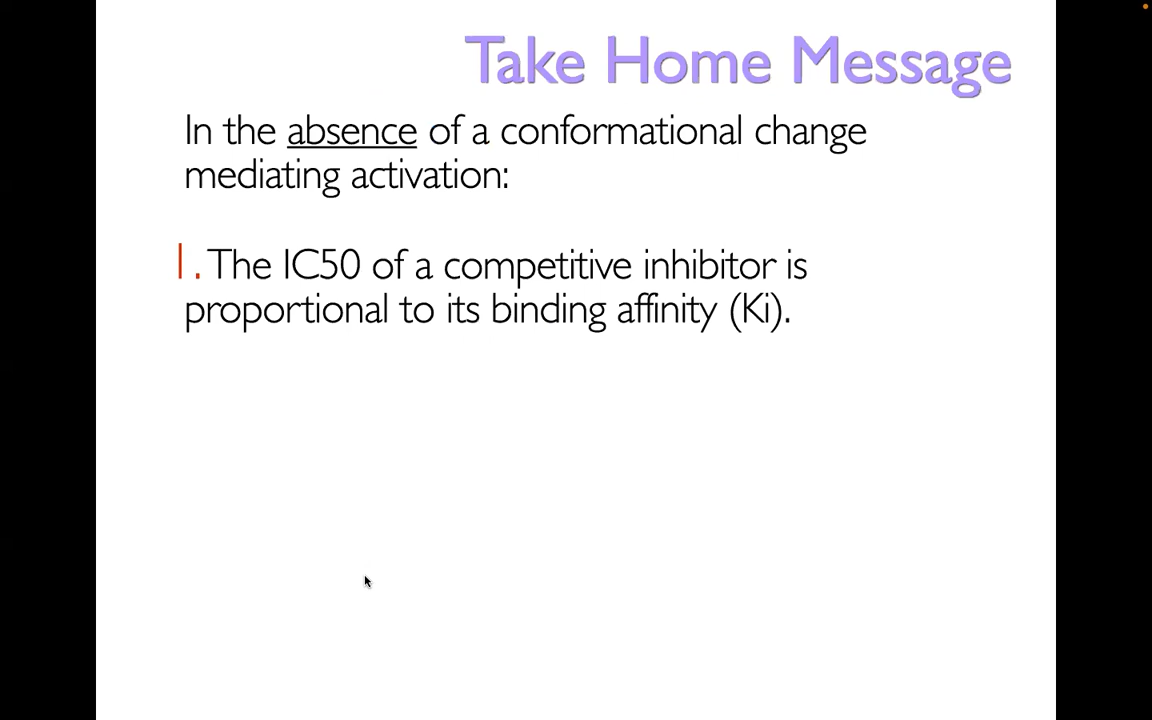 Take Home Message
In the absence of a conformational change
mediating activation:
1. The IC50 of a competitive inhibitor is
proportional to its binding affinity (Ki).